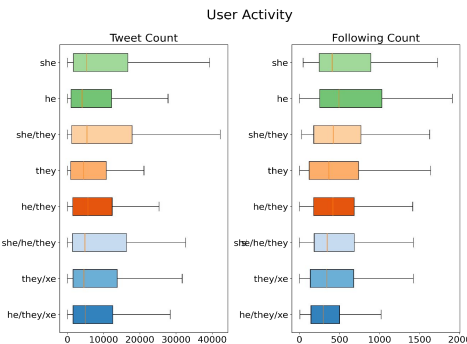 User Activity
Tweet Count
she
he
she/they
they
he/they
she/he/they
they/xe
he/they/xe
0 10000 20000 30000 40000
Following Count
she
he
she/they
they
he/they
she/he/they
they/xe
he/they/xe
0 500 1000 1500